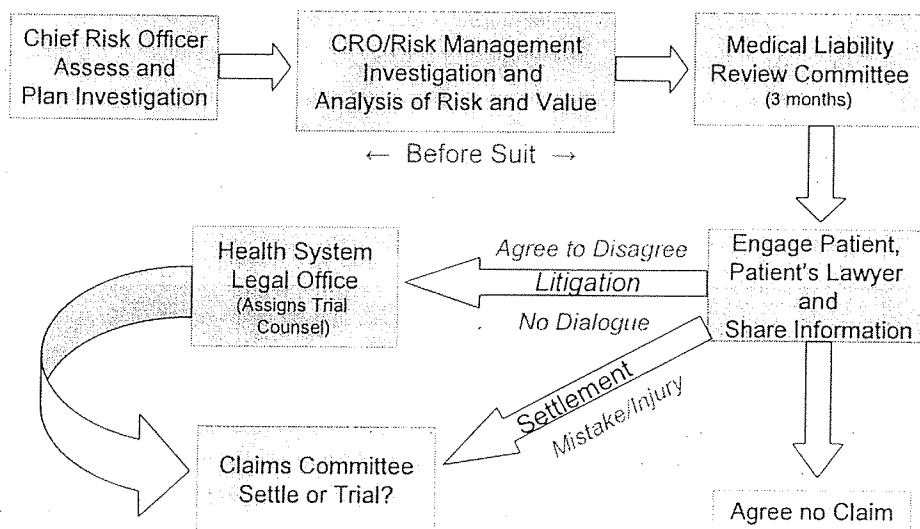 Chief Risk Officer
Assess and
Plan Investigation
CRO/Risk Management
Investigation and
Analysis of Risk and Value
Medical Liability
Review Committee
(3 months)
← Before Suit →
Health System
Legal Office
(Assigns Trial
Counsel)
Agree to Disagree
Litigation
No Dialogue
Engage Patient,
Patient's Lawyer
and
Share Information
Settlement
Mistake/Injury
Claims Committee
Settle or Trial?
Agree no Claim